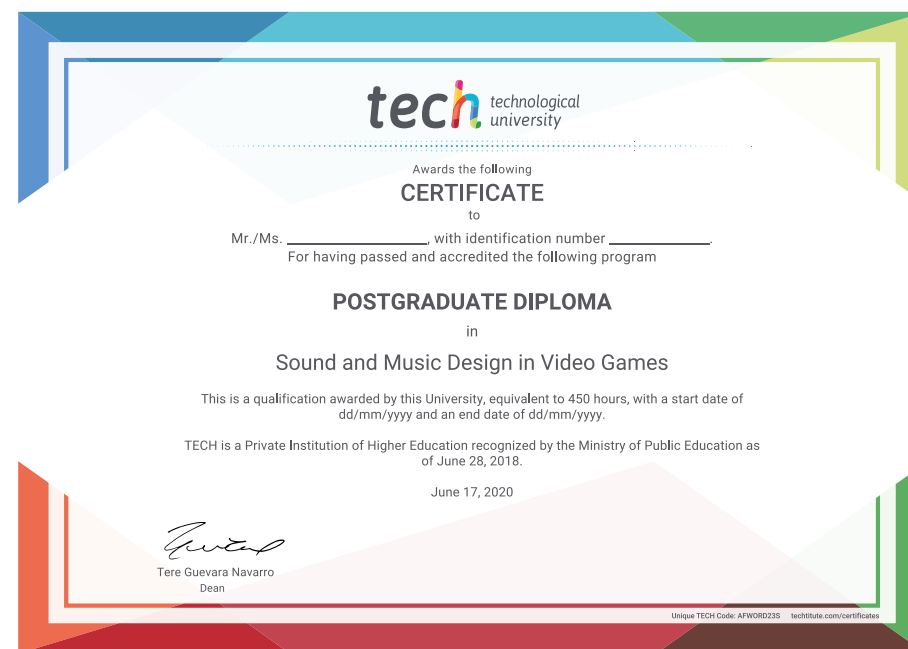 tech technological
university
Awards the following
CERTIFICATE
to
Mr./Ms. ____________________, with identification number ______________.
For having passed and accredited the following program
POSTGRADUATE DIPLOMA
in
Sound and Music Design in Video Games
This is a qualification awarded by this University, equivalent to 450 hours, with a start date of
dd/mm/yyyy and an end date of dd/mm/yyyy.
TECH is a Private Institution of Higher Education recognized by the Ministry of Public Education as
of June 28, 2018.
June 17, 2020
Tere Guevara Navarro
Dean
Unique TECH Code: AFWORD23S techtitute.com/certificates